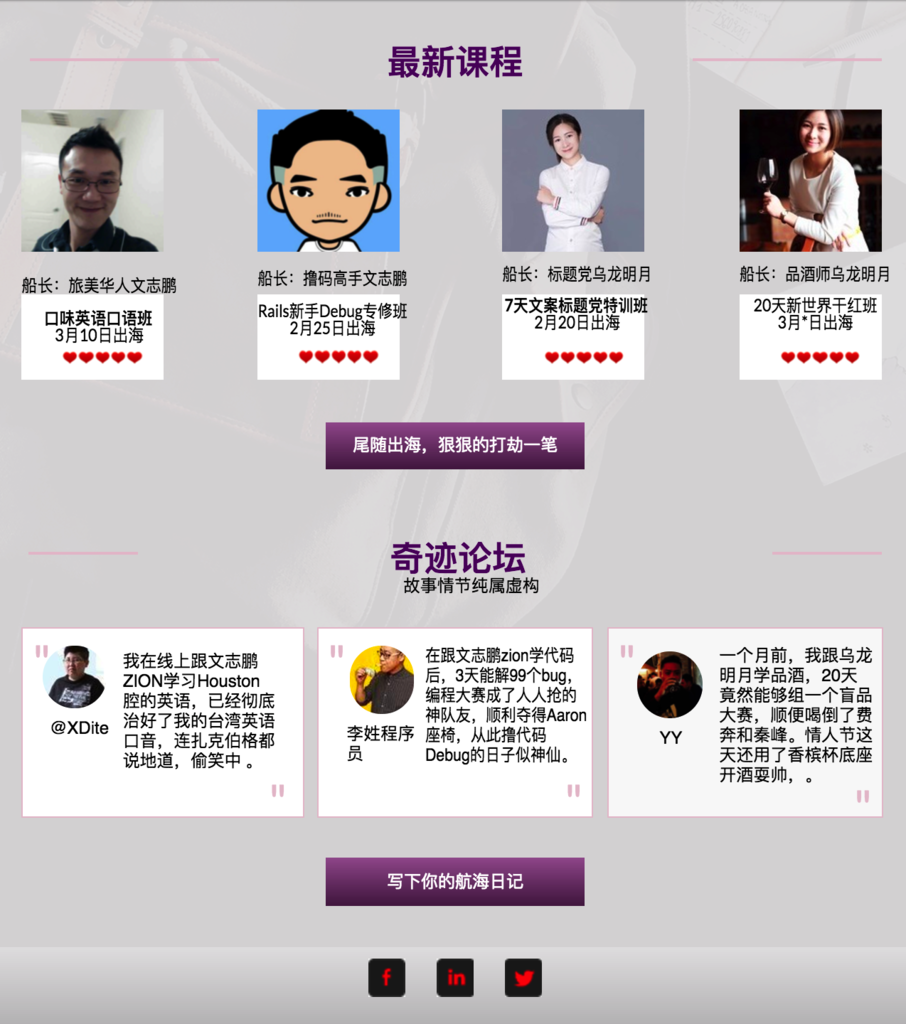 最新课程
船长：旅美华人文志鹏
口味英语口语班
3月10日出海
船长：撸码高手文志鹏
Rails新手Debug专修班
2月25日出海
船长：标题党乌龙明月
7天文案标题党特训班
2月20日出海
船长：品酒师乌龙明月
20天新世界干红班
3月*日出海
尾随出海，狠狠的打劫一笔
奇迹论坛
故事情节纯属虚构
@XDite
我在线上跟文志鹏
ZION学习Houston
腔的英语，已经彻底
治好了我的台湾英语
口音，连扎克伯格都
说地道，偷笑中 。
李姓程序
员
在跟文志鹏zion学代码
后，3天能解99个bug，
编程大赛成了人人抢的
神队友，顺利夺得Aaron
座椅，从此撸代码
Debug的日子似神仙。
YY
一个月前，我跟乌龙
明月学品酒，20天
竟然能够组一个盲品
大赛，顺便喝倒了费
奔和秦峰。情人节这
天还用了香槟杯底座
开酒耍帅，。
写下你的航海日记